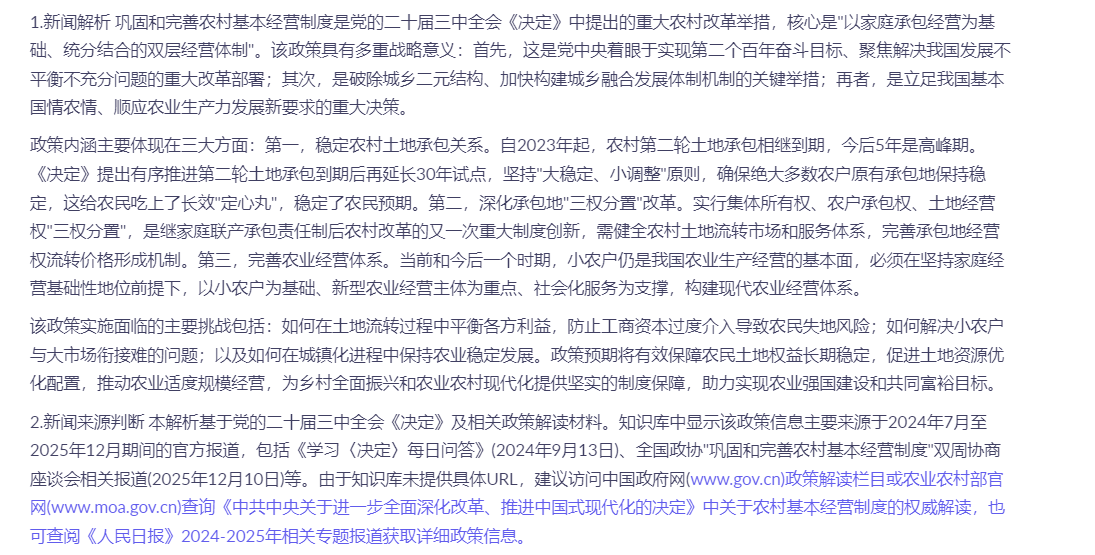 1.新闻解析 巩固和完善农村基本经营制度是党的二十届三中全会《决定》中提出的重大农村改革举措，核心是"以家庭承包经营为基
础、统分结合的双层经营体制"。该政策具有多重战略意义：首先，这是党中央着眼于实现第二个百年奋斗目标、聚焦解决我国发展不
平衡不充分问题的重大改革部署；其次，是破除城乡二元结构、加快构建城乡融合发展体制机制的关键举措；再者，是立足我国基本
国情农情、顺应农业生产力发展新要求的重大决策。
政策内涵主要体现在三大方面：第一，稳定农村土地承包关系。自2023年起，农村第二轮土地承包相继到期，今后5年是高峰期。
《决定》提出有序推进第二轮土地承包到期后再延长30年试点，坚持"大稳定、小调整"原则，确保绝大多数农户原有承包地保持稳
定，这给农民吃上了长效"定心丸"，稳定了农民预期。第二，深化承包地"三权分置"改革。实行集体所有权、农户承包权、土地经营
权"三权分置"，是继家庭联产承包责任制后农村改革的又一次重大制度创新，需健全农村土地流转市场和服务体系，完善承包地经营
权流转价格形成机制。第三，完善农业经营体系。当前和今后一个时期，小农户仍是我国农业生产经营的基本面，必须在坚持家庭经
营基础性地位前提下，以小农户为基础、新型农业经营主体为重点、社会化服务为支撑，构建现代农业经营体系。
该政策实施面临的主要挑战包括：如何在土地流转过程中平衡各方利益，防止工商资本过度介入导致农民失地风险；如何解决小农户
与大市场衔接难的问题；以及如何在城镇化进程中保持农业稳定发展。政策预期将有效保障农民土地权益长期稳定，促进土地资源优
化配置，推动农业适度规模经营，为乡村全面振兴和农业农村现代化提供坚实的制度保障，助力实现农业强国建设和共同富裕目标。
2.新闻来源判断 本解析基于党的二十届三中全会《决定》及相关政策解读材料。知识库中显示该政策信息主要来源于2024年7月至
2025年12月期间的官方报道，包括《学习〈决定〉每日问答》(2024年9月13日)、全国政协"巩固和完善农村基本经营制度"双周协商
座谈会相关报道(2025年12月10日)等。由于知识库未提供具体URL，建议访问中国政府网(www.gov.cn)政策解读栏目或农业农村部官
网(www.moa.gov.cn)查询《中共中央关于进一步全面深化改革、推进中国式现代化的决定》中关于农村基本经营制度的权威解读，也
可查阅《人民日报》2024-2025年相关专题报道获取详细政策信息。